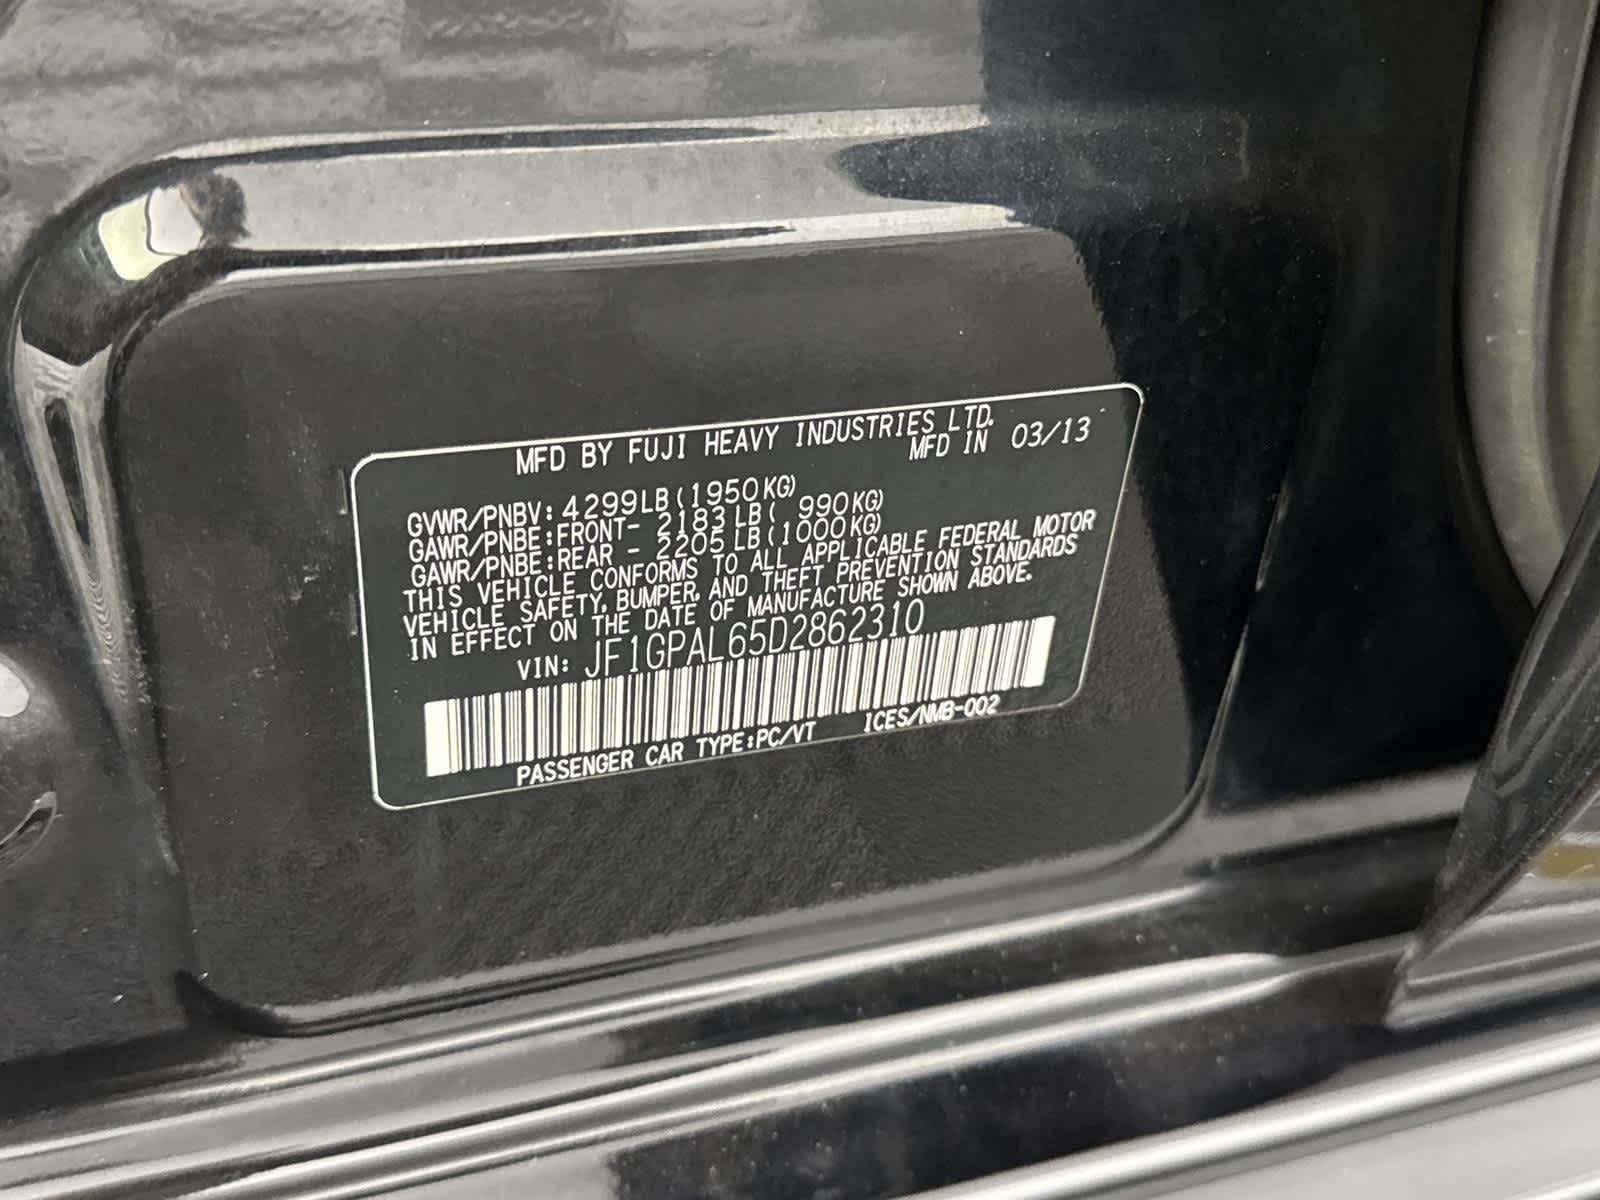 MFD BY FUJI HEAVY INDUSTRIES LTD.
MFD IN 03/13
GVWR/PNBV: 4299LB(1950KG)
GAWR/PNBE:FRONT- 2183LB( 990KG)
GAWR/PNBE:REAR - 2205LB(1000KG)
THIS VEHICLE CONFORMS TO ALL APPLICABLE FEDERAL MOTOR
VEHICLE SAFETY, BUMPER, AND THEFT PREVENTION STANDARDS
IN EFFECT ON THE DATE OF MANUFACTURE SHOWN ABOVE.
VIN: JF1GPAL65D2862310
PASSENGER CAR TYPE:PC/VT ICES/NMB-002